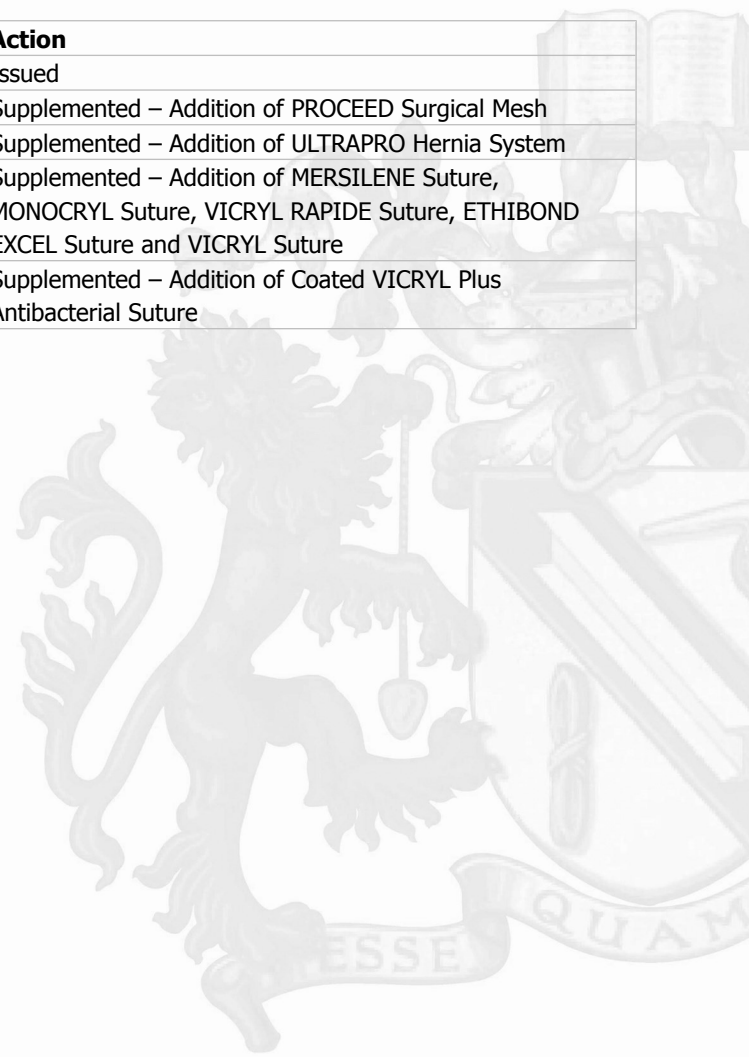 Action
Issued
Supplemented – Addition of PROCEED Surgical Mesh
Supplemented – Addition of ULTRAPRO Hernia System
Supplemented – Addition of MERSILENE Suture,
MONOCRYL Suture, VICRYL RAPIDE Suture, ETHIBOND
EXCEL Suture and VICRYL Suture
Supplemented – Addition of Coated VICRYL Plus
Antibacterial Suture
ESSE QUAM